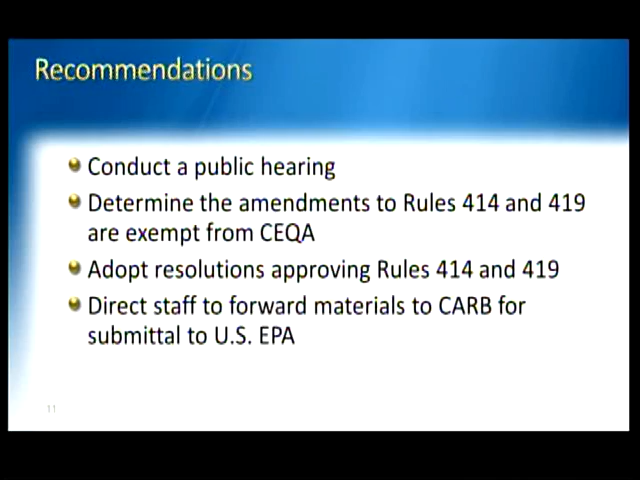 Recommendations
Conduct a public hearing
Determine the amendments to Rules 414 and 419
are exempt from CEQA
Adopt resolutions approving Rules 414 and 419
Direct staff to forward materials to CARB for
submittal to U.S. EPA
11